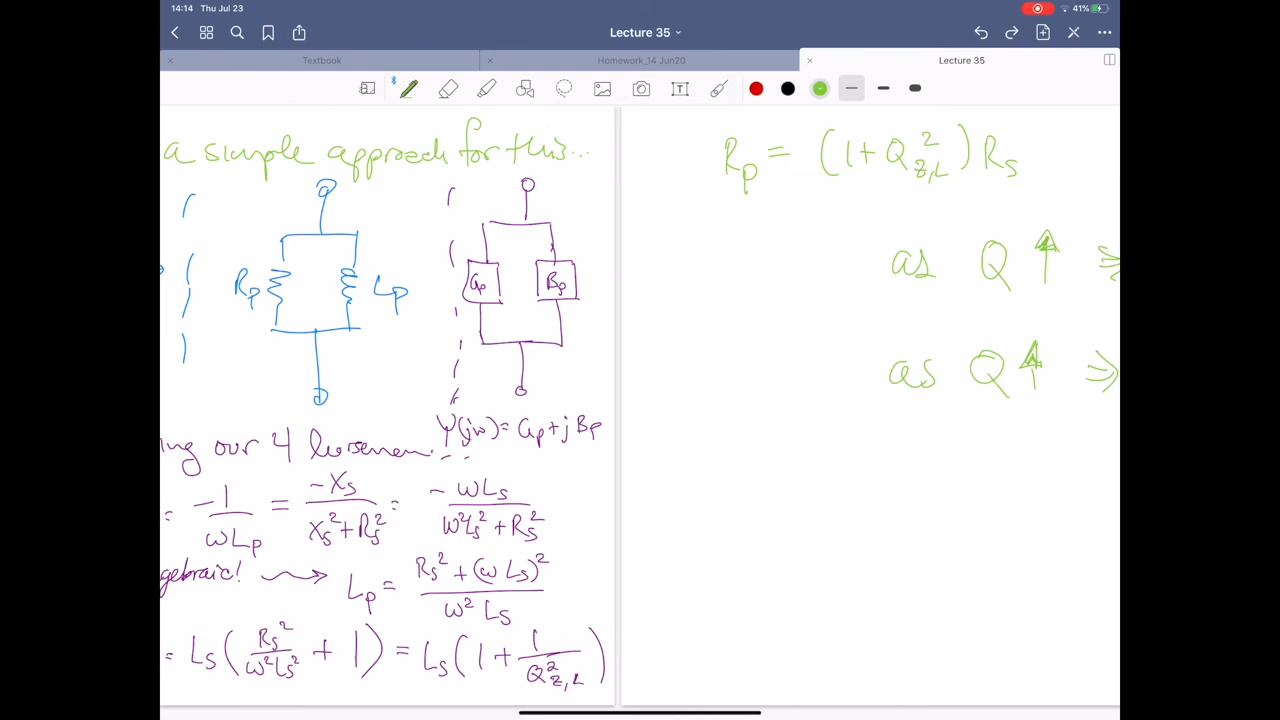 14:14 Thu Jul 23
41%
Lecture 35
Textbook
Homework_14 Jun20
Lecture 35
a simple approach for this...
a
Rp
Lp
Gp
Bp
Y(jω) = Gp + j Bp
ing our 4 
= -1/ωLp = -Xs/(Xs² + Rs²) = -ωLs/(ω²Ls² + Rs²)
gebraic! ⟿ Lp = (Rs² + (ωLs)²)/(ω² Ls)
= Ls(Rs²/(ω²Ls²) + 1) = Ls(1 + 1/Q²z,L)
Rp = (1 + Q²z,L) Rs
as Q ↑ ⇒
as Q ↑ ⇒